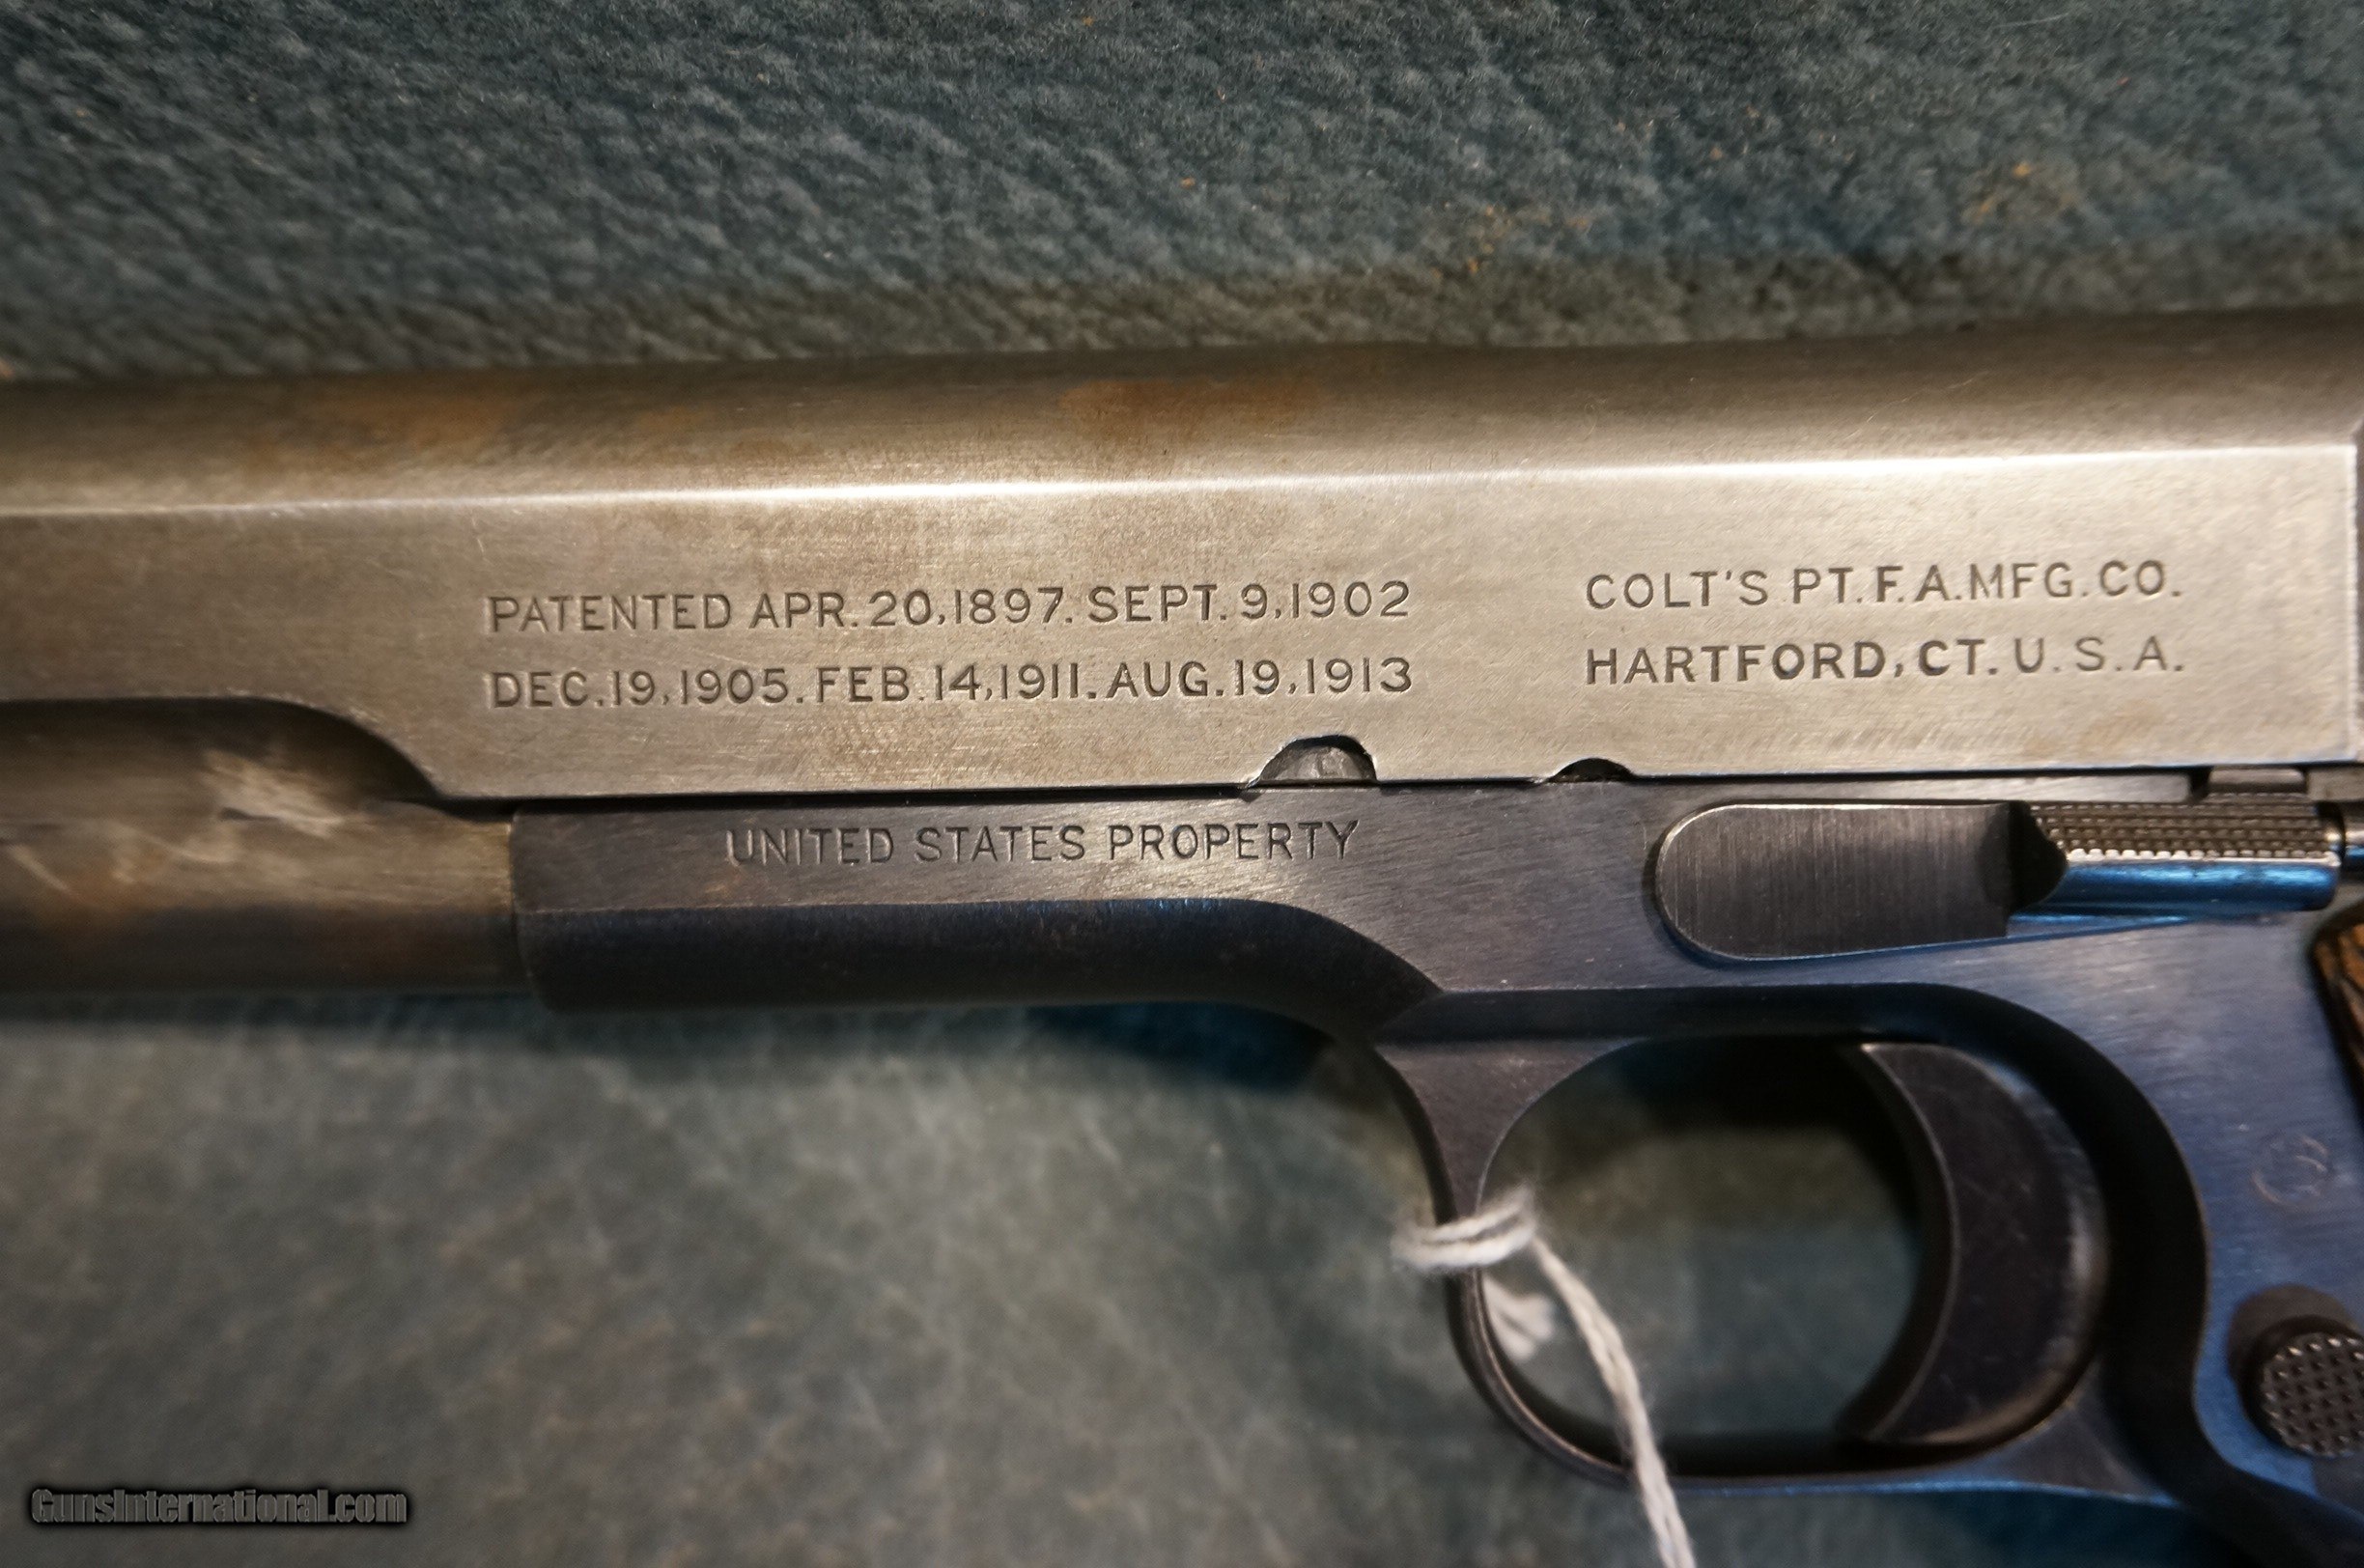 PATENTED APR. 20,1897. SEPT. 9,1902
DEC.19,1905. FEB.14,1911. AUG.19,1913
COLT'S PT. F. A. MFG. CO.
HARTFORD, CT. U. S. A.
UNITED STATES PROPERTY
GunsInternational.com